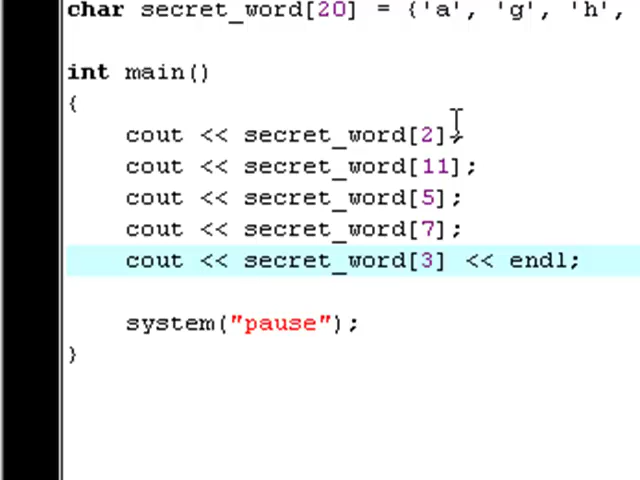 char secret_word[20] = {'a', 'g', 'h',
int main()
{
cout << secret_word[2];
cout << secret_word[11];
cout << secret_word[5];
cout << secret_word[7];
cout << secret_word[3] << endl;
system("pause");
}